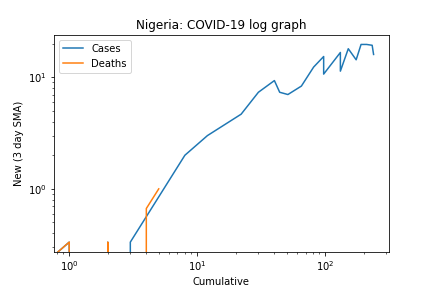 Nigeria: COVID-19 log graph
Cases
Deaths
New (3 day SMA)
10¹
10⁰
10⁰ 10¹ 10²
Cumulative